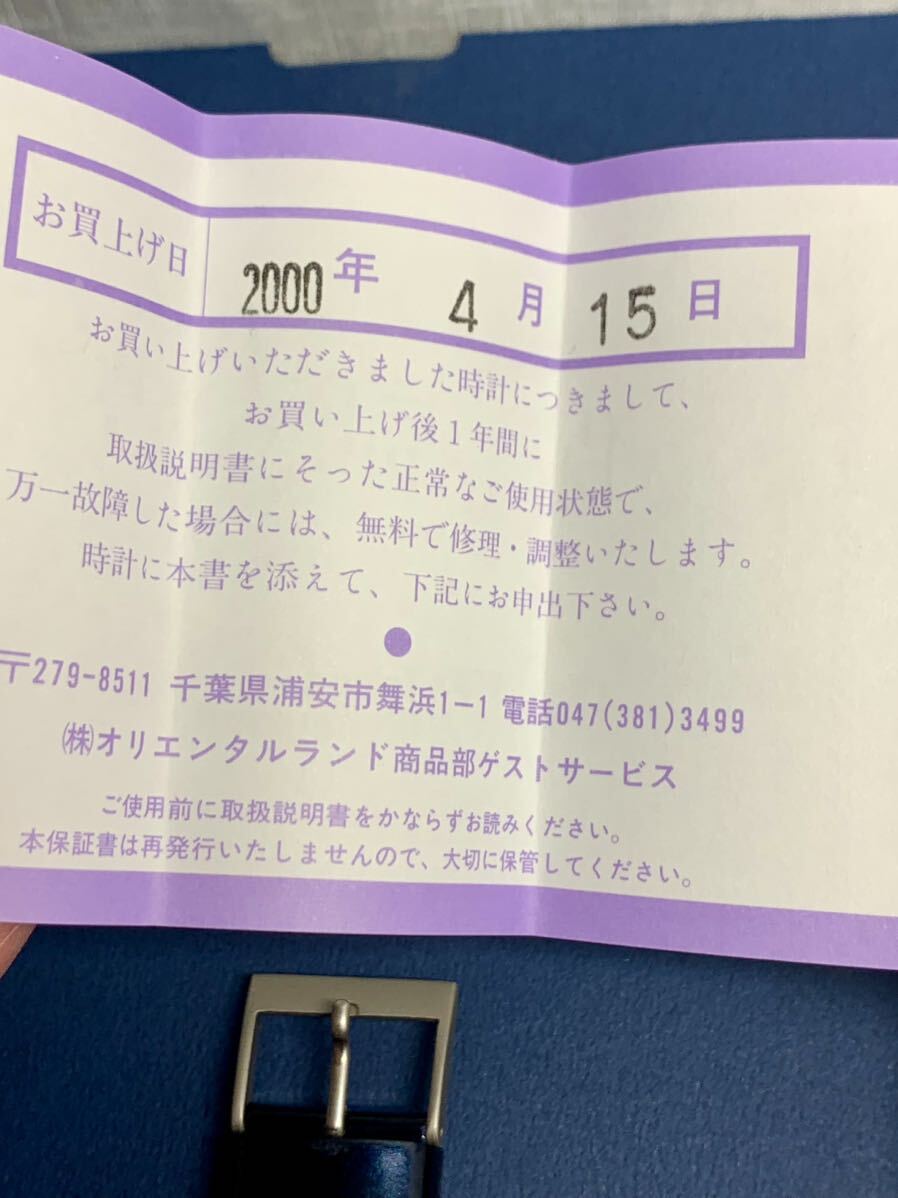 お買上げ日 2000年 4月 15日
お買い上げいただきました時計につきまして、
お買い上げ後1年間に
取扱説明書にそった正常なご使用状態で、
万一故障した場合には、無料で修理・調整いたします。
時計に本書を添えて、下記にお申出下さい。
〒279-8511 千葉県浦安市舞浜1-1 電話047(381)3499
㈱オリエンタルランド商品部ゲストサービス
ご使用前に取扱説明書をかならずお読みください。
本保証書は再発行いたしませんので、大切に保管してください。